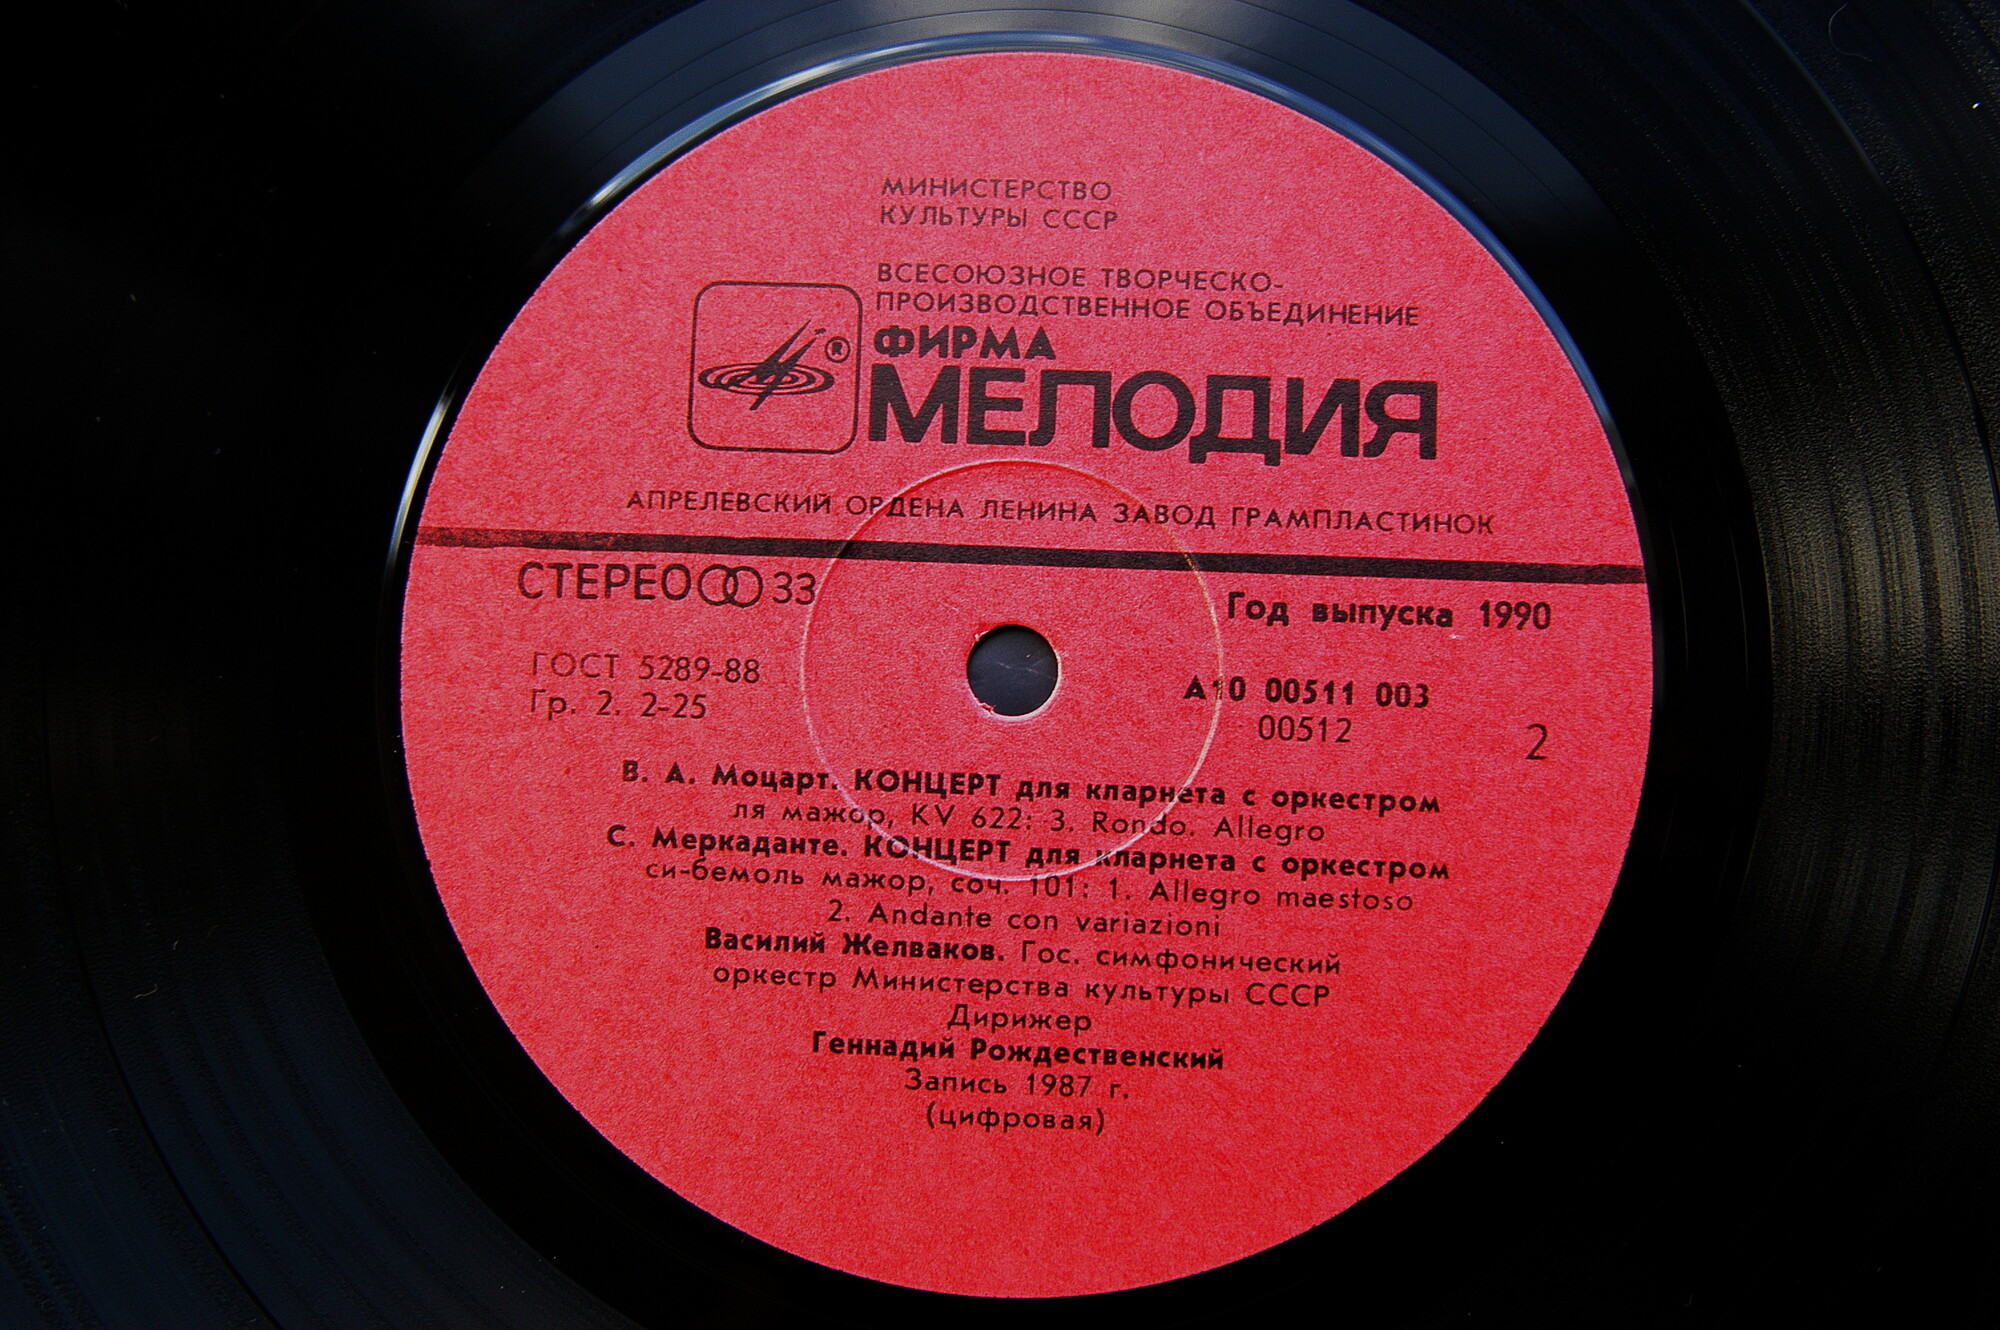 МИНИСТЕРСТВО
КУЛЬТУРЫ СССР
ВСЕСОЮЗНОЕ ТВОРЧЕСКО-
ПРОИЗВОДСТВЕННОЕ ОБЪЕДИНЕНИЕ
ФИРМА
®
МЕЛОДИЯ
АПРЕЛЕВСКИЙ ОРДЕНА ЛЕНИНА ЗАВОД ГРАМПЛАСТИНОК
СТЕРЕО 33
Год выпуска 1990
ГОСТ 5289-88
Гр. 2. 2-25
А10 00511 003
00512
2
В. А. Моцарт. КОНЦЕРТ для кларнета с оркестром
ля мажор, KV 622: 3. Rondo. Allegro
С. Меркаданте. КОНЦЕРТ для кларнета с оркестром
си-бемоль мажор, соч. 101: 1. Allegro maestoso
2. Andante con variazioni
Василий Желваков. Гос. симфонический
оркестр Министерства культуры СССР
Дирижер
Геннадий Рождественский
Запись 1987 г.
(цифровая)